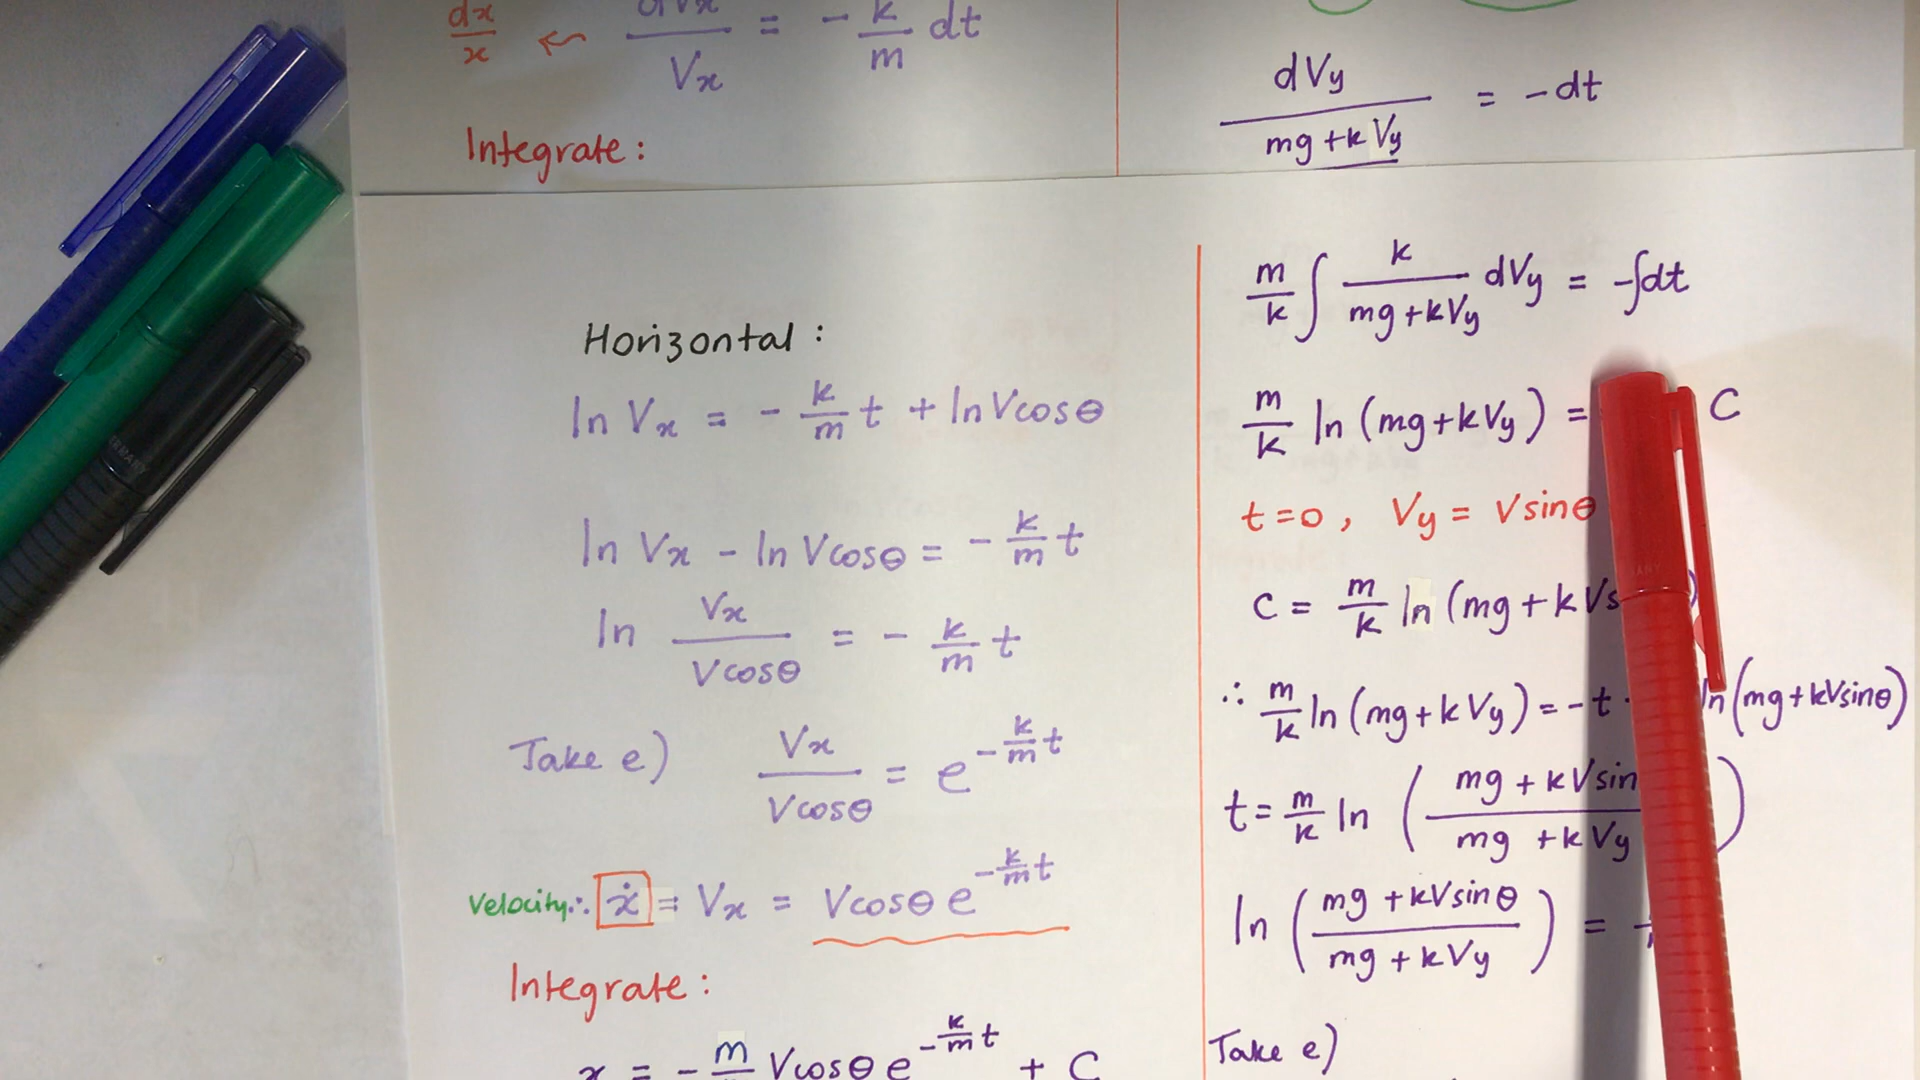 dx/x ← dVx/Vx = - k/m dt
Integrate:
dVy/(mg + kVy) = -dt
Horizontal:
ln Vx = - k/m t + ln Vcosθ
ln Vx - ln Vcosθ = - k/m t
ln Vx/Vcosθ = - k/m t
Take e) Vx/Vcosθ = e^(-k/m t)
Velocity ∴ ẋ = Vx = Vcosθ e^(-k/m t)
Integrate:
x = - m Vcosθ e^(-k/m t) + C
m/k ∫ k/(mg + kVy) dVy = -∫dt
m/k ln (mg + kVy) = C
t = 0, Vy = Vsinθ
C = m/k ln (mg + kVs )
∴ m/k ln (mg + kVy) = -t ln (mg + kVsinθ)
t = m/k ln ( mg + kVsin / mg + kVy )
ln ( mg + kVsinθ / mg + kVy ) =
Take e)